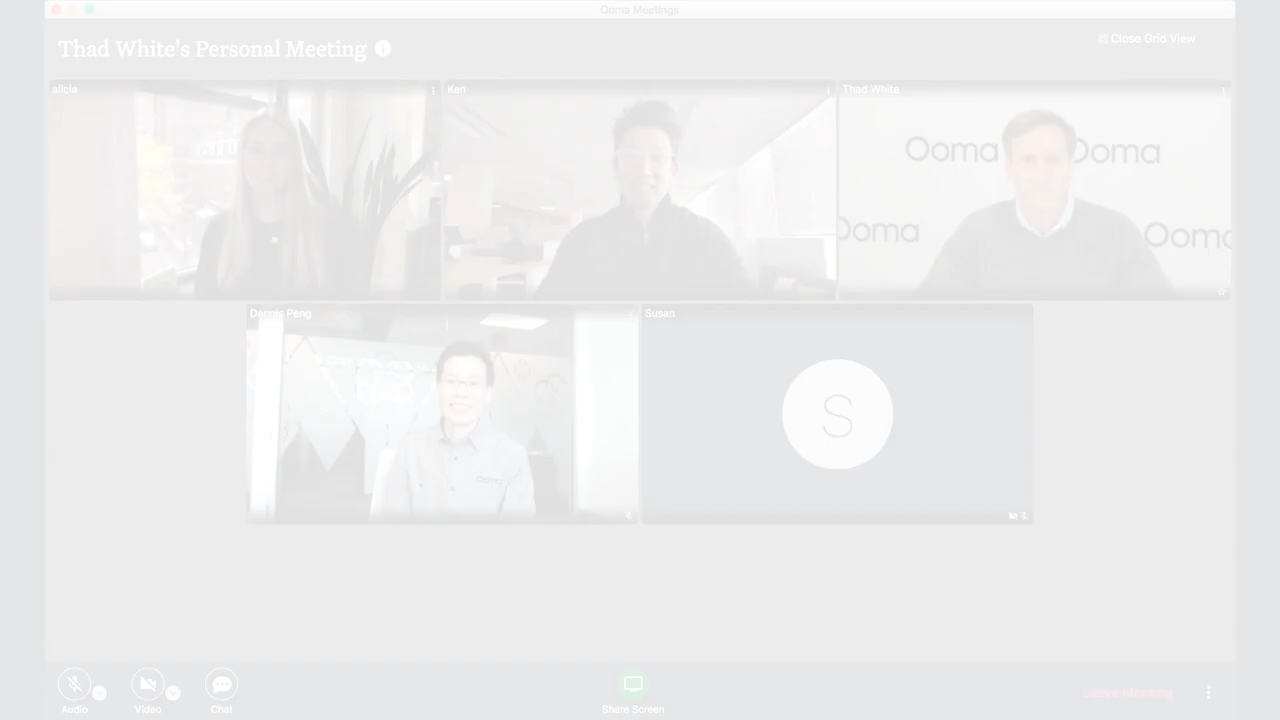 Ooma Meetings
Thad White's Personal Meeting
Close Grid View
alicia
Ken
Thad White
Ooma Ooma
Ooma Ooma
Dennis Peng
Susan
Ooma
S
Audio
Video
Chat
Share Screen
Leave Meeting